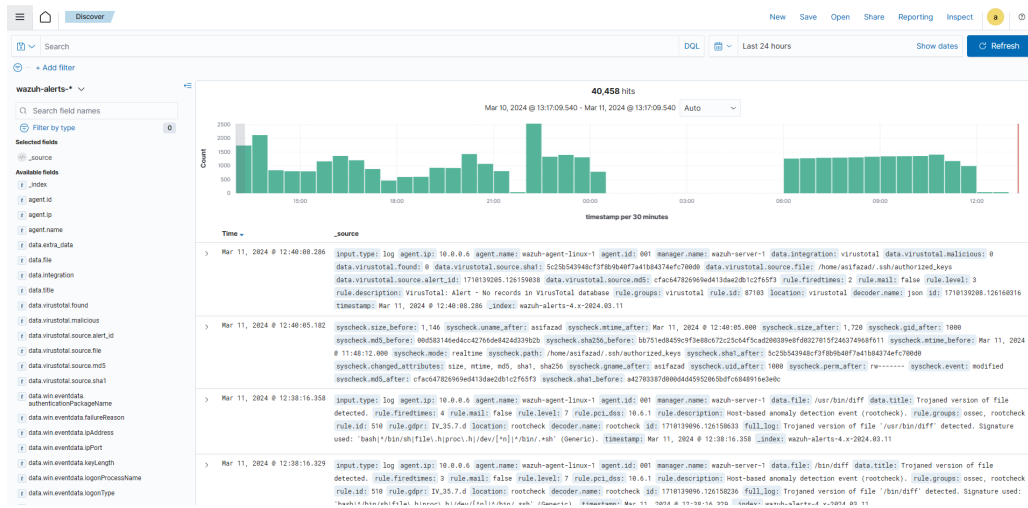 Discover
New Save Open Share Reporting Inspect a
Search DQL Last 24 hours Show dates Refresh
+ Add filter
wazuh-alerts-*
Search field names
Filter by type 0
Selected fields
_source
Available fields
t _index
t agent.id
t agent.ip
t agent.name
t data.extra_data
t data.file
t data.integration
t data.title
t data.virustotal.found
t data.virustotal.malicious
t data.virustotal.source.alert_id
t data.virustotal.source.file
t data.virustotal.source.md5
t data.virustotal.source.sha1
t data.win.eventdata.
authenticationPackageName
t data.win.eventdata.failureReason
t data.win.eventdata.ipAddress
t data.win.eventdata.ipPort
t data.win.eventdata.keyLength
t data.win.eventdata.logonProcessName
t data.win.eventdata.logonType
40,458 hits
Mar 10, 2024 @ 13:17:09.540 - Mar 11, 2024 @ 13:17:09.540 Auto
Count
2500
2000
1500
1000
500
0
15:00 18:00 21:00 00:00 03:00 06:00 09:00 12:00
timestamp per 30 minutes
Time _source
Mar 11, 2024 @ 12:40:08.286 input.type: log agent.ip: 10.0.0.6 agent.name: wazuh-agent-linux-1 agent.id: 001 manager.name: wazuh-server-1 data.integration: virustotal data.virustotal.malicious: 0
data.virustotal.found: 0 data.virustotal.source.sha1: 5c25b543948cf3f8b9b40f7a41b84374efc700d0 data.virustotal.source.file: /home/asifazad/.ssh/authorized_keys
data.virustotal.source.alert_id: 1710139205.126159038 data.virustotal.source.md5: cfac647826969ed413dae2db1c2f65f3 rule.firedtimes: 2 rule.mail: false rule.level: 3
rule.description: VirusTotal: Alert - No records in VirusTotal database rule.groups: virustotal rule.id: 87103 location: virustotal decoder.name: json id: 1710139208.126160316
timestamp: Mar 11, 2024 @ 12:40:08.286 _index: wazuh-alerts-4.x-2024.03.11
Mar 11, 2024 @ 12:40:05.182 syscheck.size_before: 1,146 syscheck.uname_after: asifazad syscheck.mtime_after: Mar 11, 2024 @ 12:40:05.000 syscheck.size_after: 1,720 syscheck.gid_after: 1000
syscheck.md5_before: 00d583146ed4cc42766de8424d339b2b syscheck.sha256_before: syscheck.mtime_before: Mar 11, 2024
@ 11:48:12.000 syscheck.mode: realtime syscheck.path: /home/asifazad/.ssh/authorized_keys syscheck.sha1_after: 5c25b543948cf3f8b9b40f7a41b84374efc700d0
syscheck.changed_attributes: size, mtime, md5, sha1, sha256 syscheck.gname_after: asifazad syscheck.uid_after: 1000 syscheck.perm_after: rw------- syscheck.event: modified
syscheck.md5_after: cfac647826969ed413dae2db1c2f65f3 syscheck.sha1_before: a42703387d000d4d45952065bdfc6848916e3e0c
Mar 11, 2024 @ 12:38:16.358 input.type: log agent.ip: 10.0.0.6 agent.name: wazuh-agent-linux-1 agent.id: 001 manager.name: wazuh-server-1 data.file: /usr/bin/diff data.title: Trojaned version of file
detected. rule.firedtimes: 4 rule.mail: false rule.level: 7 rule.pci_dss: 10.6.1 rule.description: Host-based anomaly detection event (rootcheck). rule.groups: ossec, rootcheck
rule.id: 510 rule.gdpr: IV_35.7.d location: rootcheck decoder.name: rootcheck id: 1710139096.126158633 full_log: Trojaned version of file '/usr/bin/diff' detected. Signature
used: 'bash|^/bin/sh|file\.h|proc\.h|/dev/[^n]|^/bin/.*sh' (Generic). timestamp: Mar 11, 2024 @ 12:38:16.358 _index: wazuh-alerts-4.x-2024.03.11
Mar 11, 2024 @ 12:38:16.329 input.type: log agent.ip: 10.0.0.6 agent.name: wazuh-agent-linux-1 agent.id: 001 manager.name: wazuh-server-1 data.file: /bin/diff data.title: Trojaned version of file
detected. rule.firedtimes: 3 rule.mail: false rule.level: 7 rule.pci_dss: 10.6.1 rule.description: Host-based anomaly detection event (rootcheck). rule.groups: ossec, rootcheck
rule.id: 510 rule.gdpr: IV_35.7.d location: rootcheck decoder.name: rootcheck id: 1710139096.126158236 full_log: Trojaned version of file '/bin/diff' detected. Signature used: